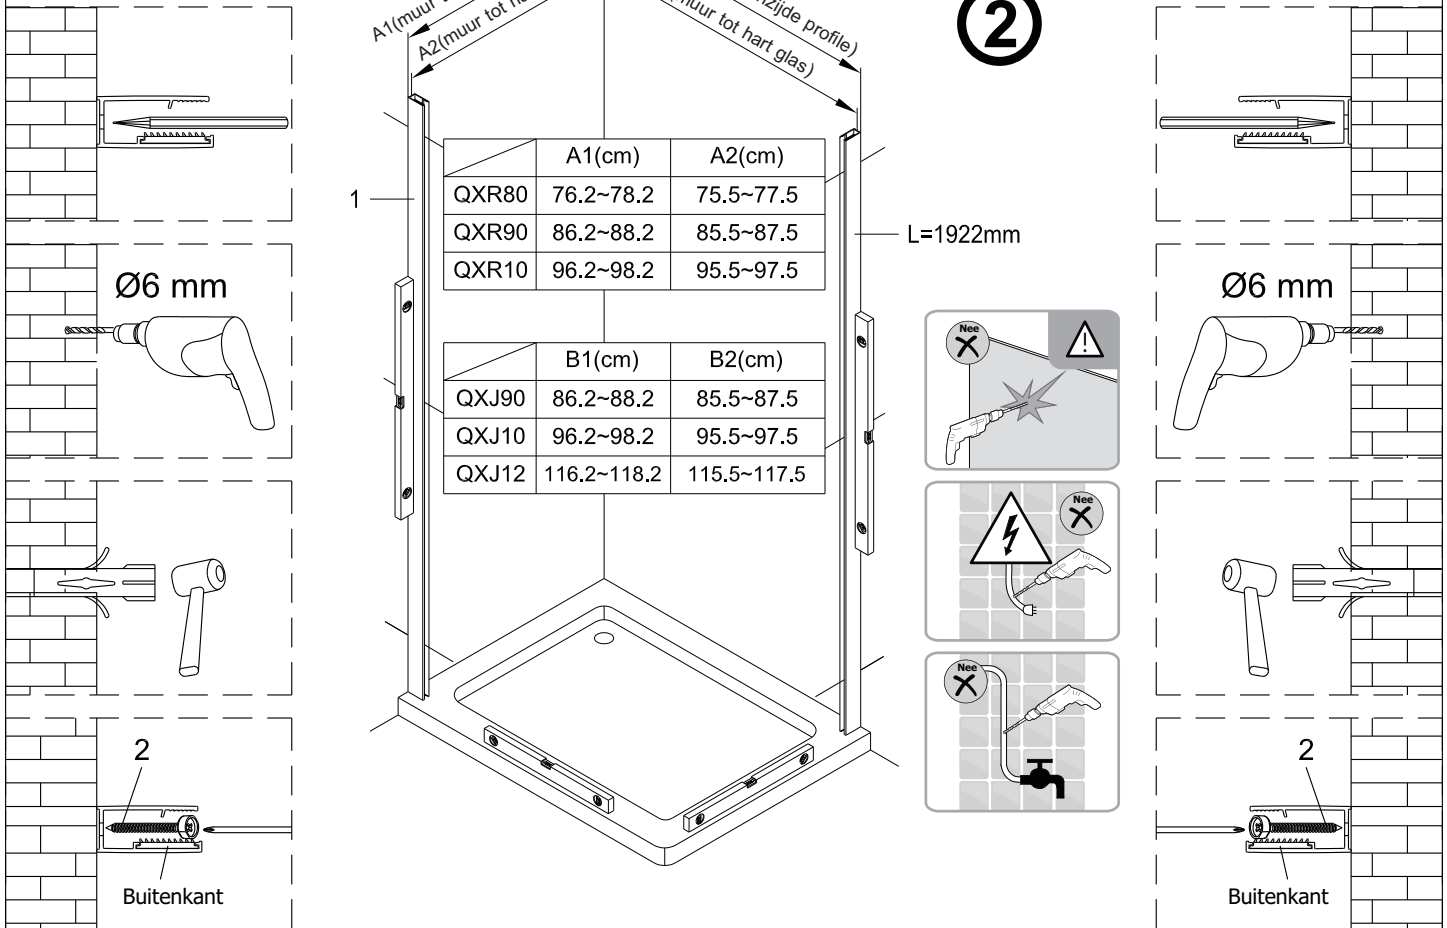 A1(muur
A2(muur tot
profile)
tot hart glas)
2
A1(cm) A2(cm)
QXR80 76.2~78.2 75.5~77.5
QXR90 86.2~88.2 85.5~87.5
QXR10 96.2~98.2 95.5~97.5
1
L=1922mm
Ø6 mm
Ø6 mm
B1(cm) B2(cm)
QXJ90 86.2~88.2 85.5~87.5
QXJ10 96.2~98.2 95.5~97.5
QXJ12 116.2~118.2 115.5~117.5
Nee
Nee
Nee
2
Buitenkant
2
Buitenkant